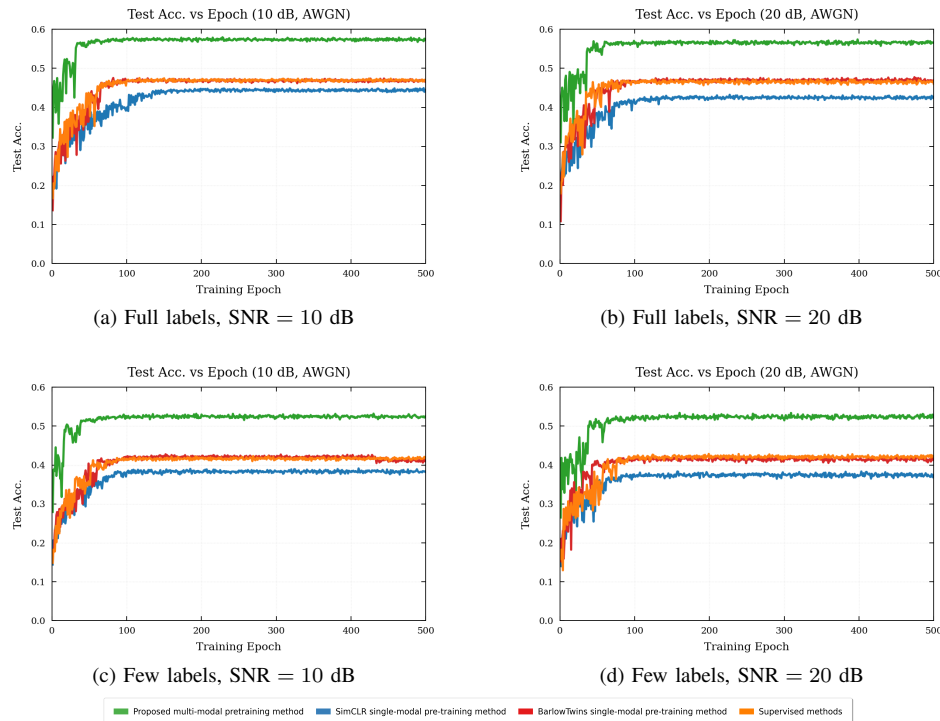 Test Acc. vs Epoch (10 dB, AWGN)
Test Acc.
0.6
0.5
0.4
0.3
0.2
0.1
0.0
0 100 200 300 400 500
Training Epoch
(a) Full labels, SNR = 10 dB
Test Acc. vs Epoch (20 dB, AWGN)
Test Acc.
0.6
0.5
0.4
0.3
0.2
0.1
0.0
0 100 200 300 400 500
Training Epoch
(b) Full labels, SNR = 20 dB
Test Acc. vs Epoch (10 dB, AWGN)
Test Acc.
0.6
0.5
0.4
0.3
0.2
0.1
0.0
0 100 200 300 400 500
Training Epoch
(c) Few labels, SNR = 10 dB
Test Acc. vs Epoch (20 dB, AWGN)
Test Acc.
0.6
0.5
0.4
0.3
0.2
0.1
0.0
0 100 200 300 400 500
Training Epoch
(d) Few labels, SNR = 20 dB
Proposed multi-modal pretraining method SimCLR single-modal pre-training method BarlowTwins single-modal pretraining method Supervised methods